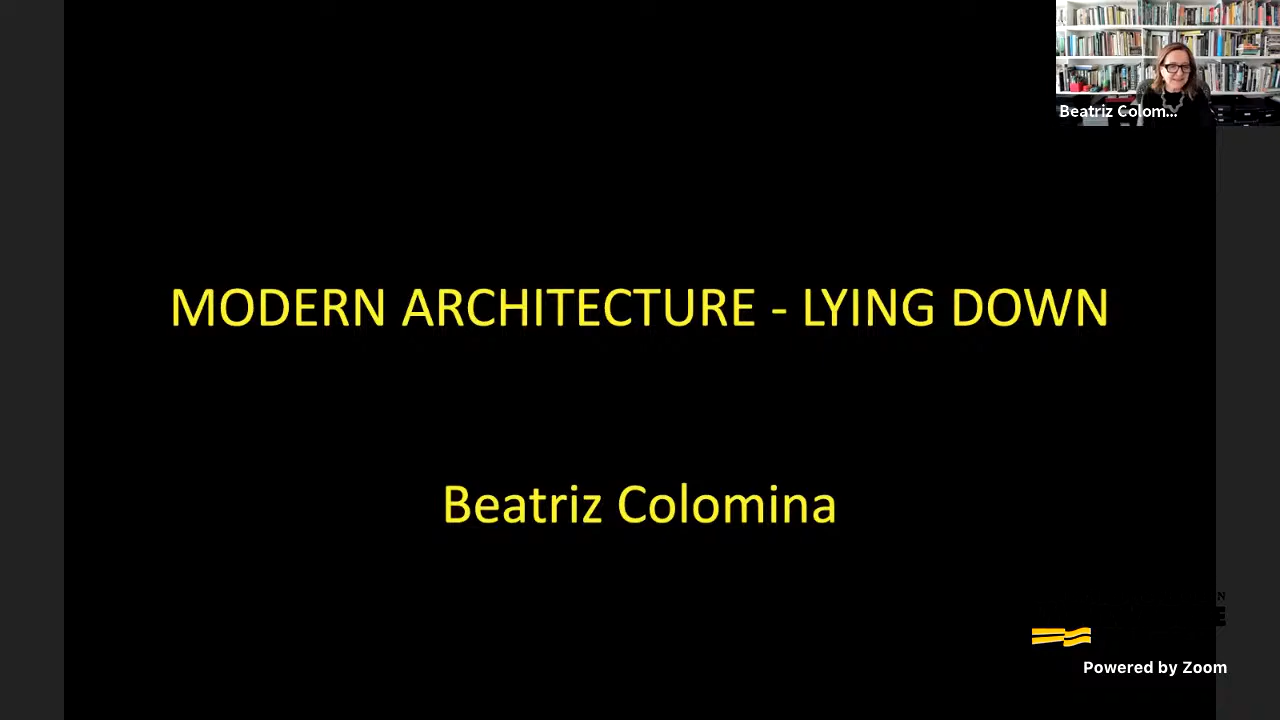 Beatriz Colom...
MODERN ARCHITECTURE - LYING DOWN
Beatriz Colomina
Powered by Zoom